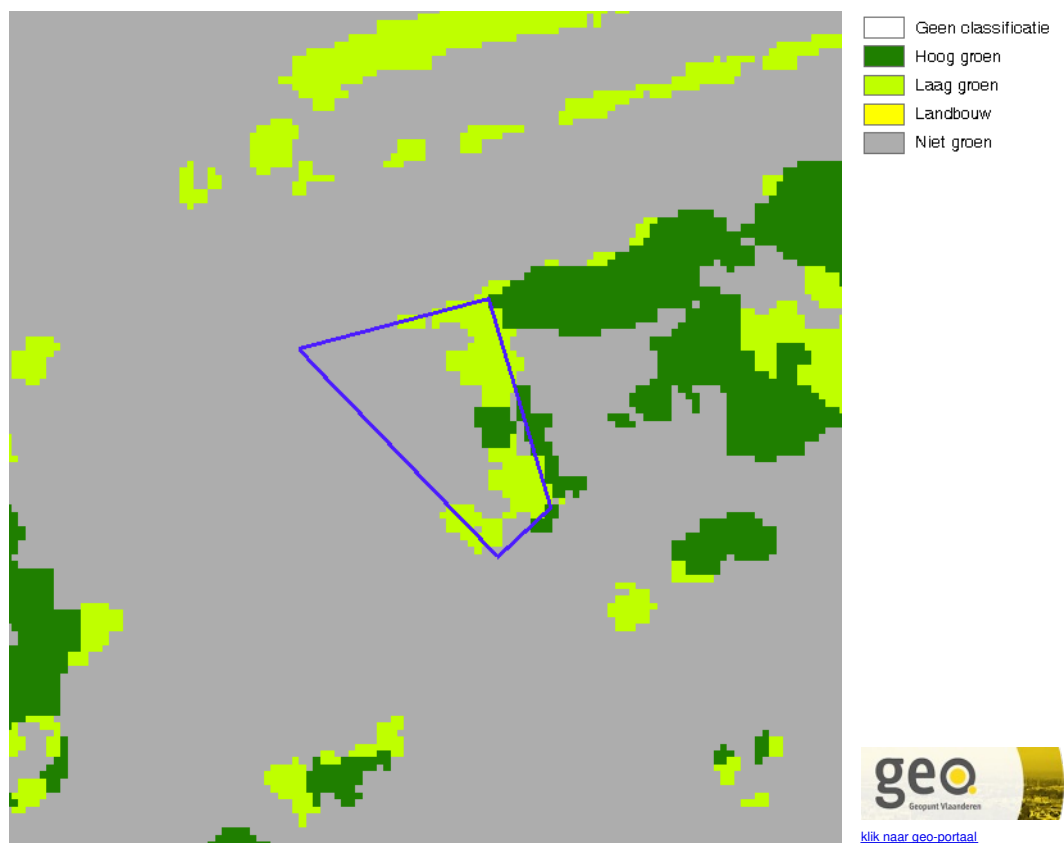 Geen classificatie
Hoog groen
Laag groen
Landbouw
Niet groen
geo
Geopunt Vlaanderen
klik naar geo-portaal